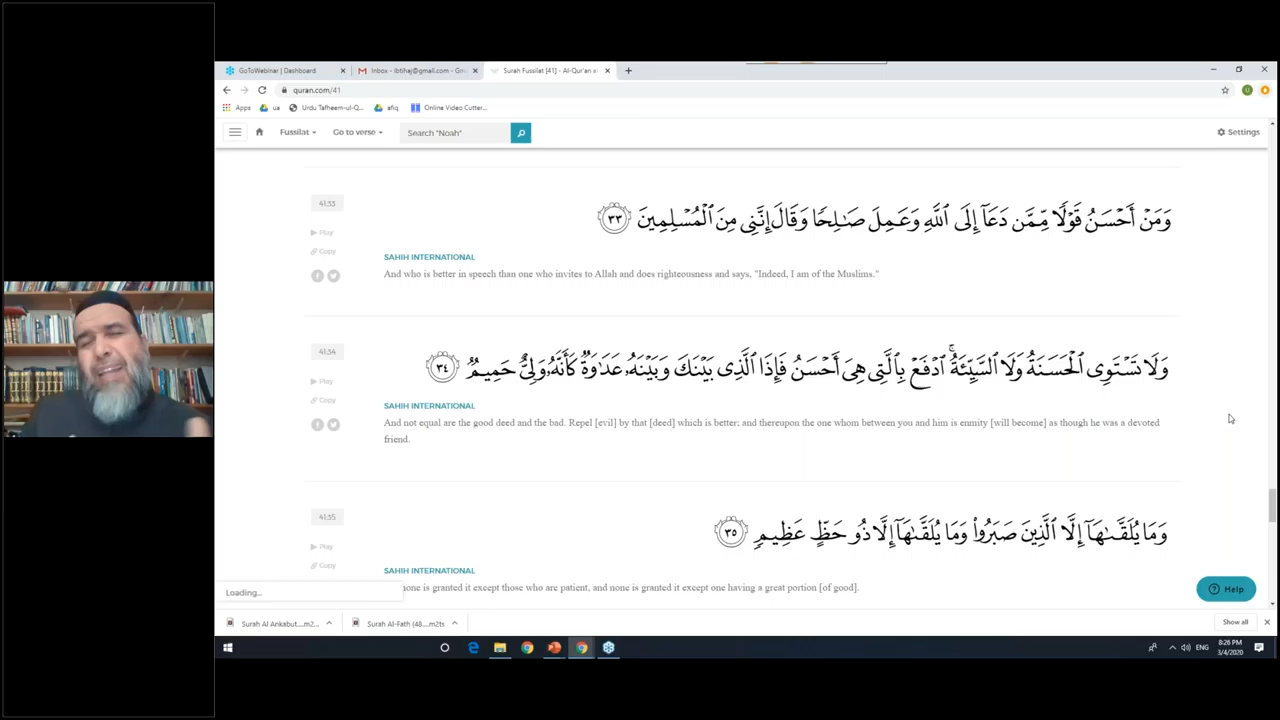 GoToWebinar | Dashboard
Inbox - ibtihaj@gmail.com - Gm
Surah Fussilat [41] - Al-Qur'an a
quran.com/41
Apps
ua
Urdu Tafheem-ul-Q...
afiq
Online Video Cutter...
Fussilat
Go to verse
Search "Noah"
Settings
41:33
وَمَنْ أَحْسَنُ قَوْلًا مِّمَّن دَعَآ إِلَى ٱللَّهِ وَعَمِلَ صَـٰلِحًا وَقَالَ إِنَّنِى مِنَ ٱلْمُسْلِمِينَ ٣٣
Play
Copy
SAHIH INTERNATIONAL
And who is better in speech than one who invites to Allah and does righteousness and says, "Indeed, I am of the Muslims."
41:34
وَلَا تَسْتَوِى ٱلْحَسَنَةُ وَلَا ٱلسَّيِّئَةُ ۚ ٱدْفَعْ بِٱلَّتِى هِىَ أَحْسَنُ فَإِذَا ٱلَّذِى بَيْنَكَ وَبَيْنَهُۥ عَدَٰوَةٌ كَأَنَّهُۥ وَلِىٌّ حَمِيمٌ ٣٤
Play
Copy
SAHIH INTERNATIONAL
And not equal are the good deed and the bad. Repel [evil] by that [deed] which is better; and thereupon the one whom between you and him is enmity [will become] as though he was a devoted
friend.
41:35
وَمَا يُلَقَّىٰهَآ إِلَّا ٱلَّذِينَ صَبَرُوا۟ وَمَا يُلَقَّىٰهَآ إِلَّا ذُو حَظٍّ عَظِيمٍ ٣٥
Play
Copy
SAHIH INTERNATIONAL
none is granted it except those who are patient, and none is granted it except one having a great portion [of good].
Loading...
Help
Surah Al Ankabut....m2...
Surah Al-Fath (48....m2ts
Show all
ENG
8:26 PM
3/4/2020